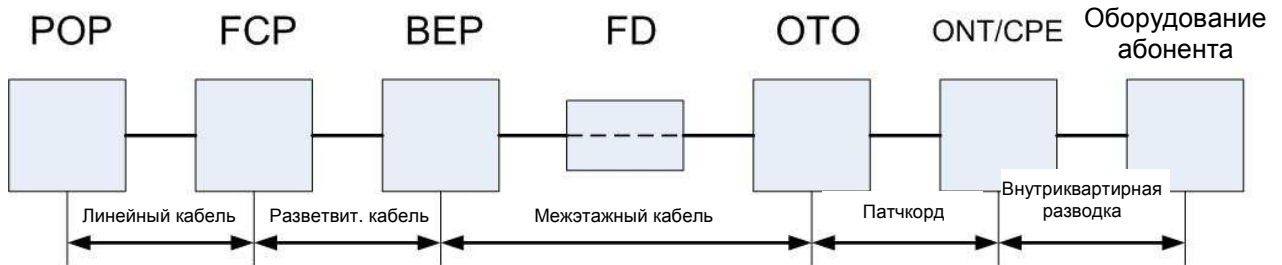 POP
FCP
BEP
FD
OTO
ONT/CPE
Оборудование
абонента
Линейный кабель
Разветвит. кабель
Межэтажный кабель
Патчкорд
Внутриквартирная
разводка